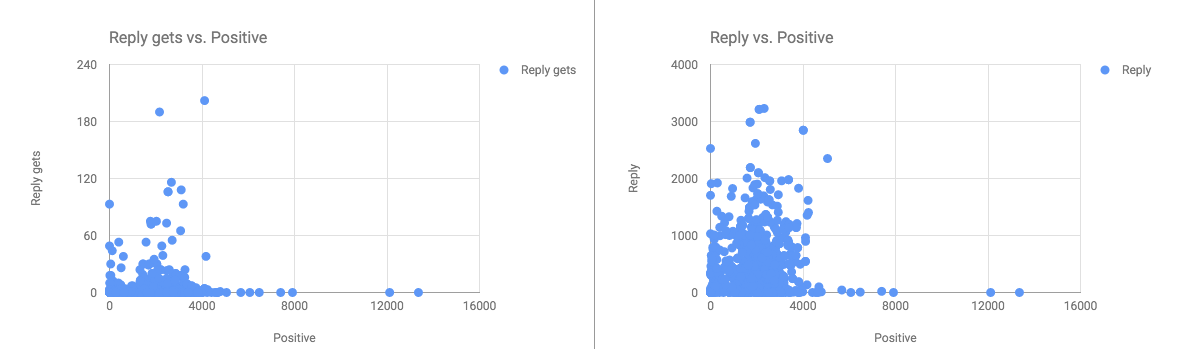 Reply gets vs. Positive
240
180
120
60
0
Reply gets
0
4000
8000
12000
16000
Positive
Reply gets
Reply vs. Positive
4000
3000
2000
1000
0
Reply
0
4000
8000
12000
16000
Positive
Reply